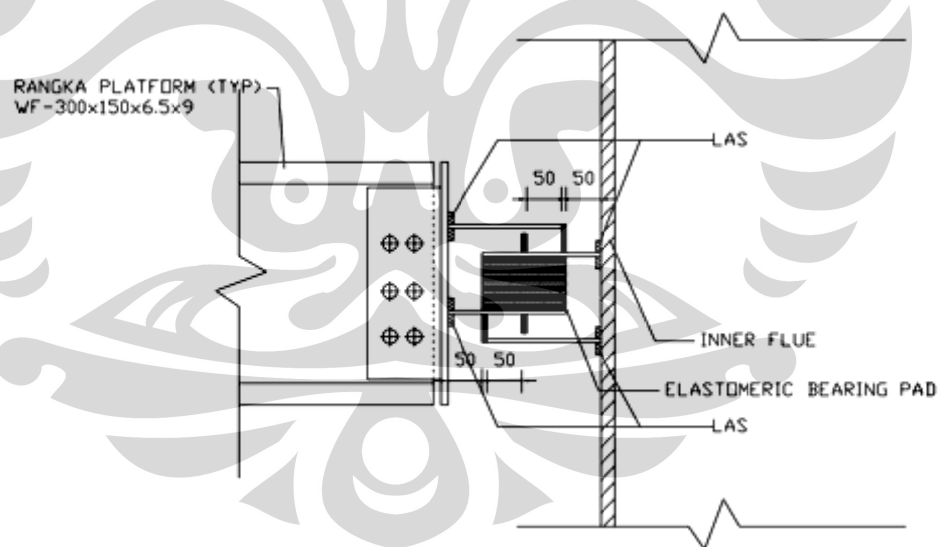 RANGKA PLATFORM (TYP)
WF-300x150x6.5x9
LAS
50 50
INNER FLUE
50 50
ELASTOMERIC BEARING PAD
LAS